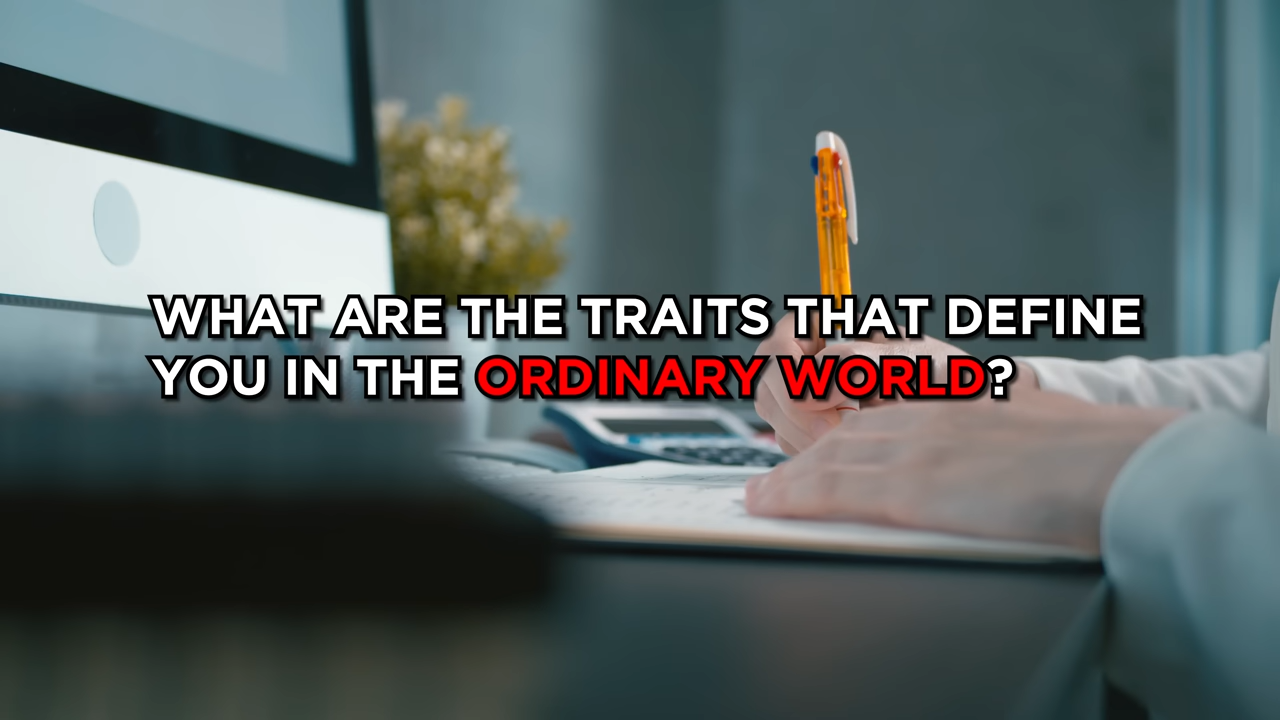 WHAT ARE THE TRAITS THAT DEFINE
YOU IN THE ORDINARY WORLD?